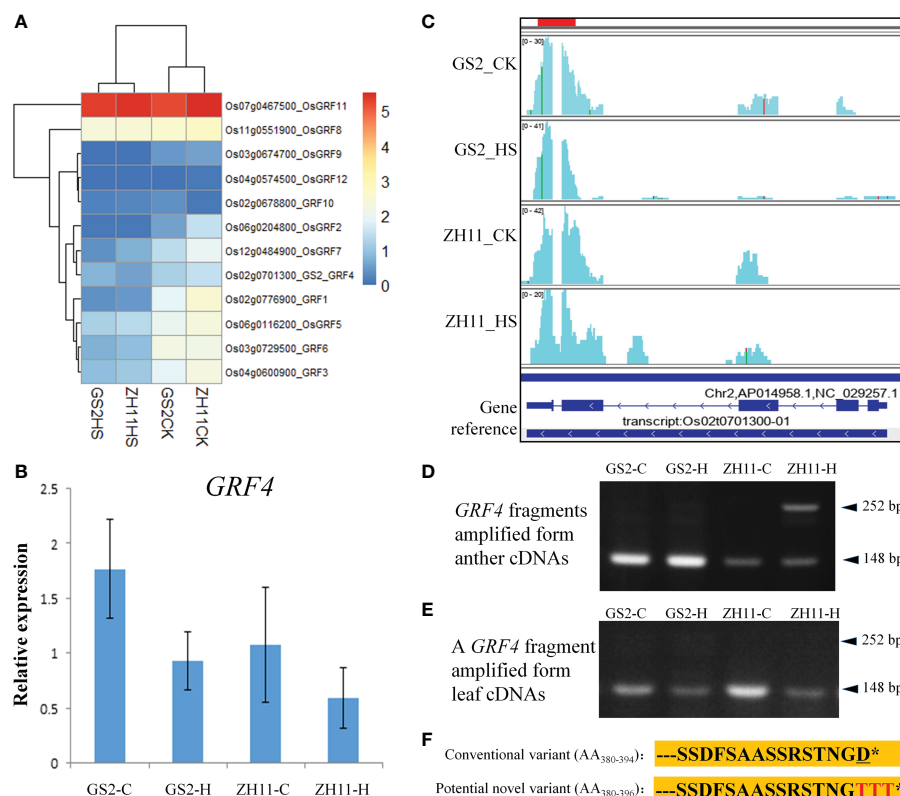 A
5
4
3
2
1
0
Os07g0467500_OsGRF11
Os11g0551900_OsGRF8
Os03g0674700_OsGRF9
Os04g0574500_OsGRF12
Os02g0678800_GRF10
Os06g0204800_OsGRF2
Os12g0484900_OsGRF7
Os02g0701300_GS2_GRF4
Os02g0776900_GRF1
Os06g0116200_OsGRF5
Os03g0729500_GRF6
Os04g0600900_GRF3
GS2HS
ZH11HS
GS2CK
ZH11CK
B
GRF4
Relative expression
2.5
2
1.5
1
0.5
0
GS2-C
GS2-H
ZH11-C
ZH11-H
C
GS2_CK
[0 - 30]
GS2_HS
[0 - 41]
ZH11_CK
[0 - 42]
ZH11_HS
[0 - 20]
Gene
reference
Chr2,AP014958.1,NC_029257.1
transcript:Os02t0701300-01
D
GS2-C
GS2-H
ZH11-C
ZH11-H
GRF4 fragments
amplified form
anther cDNAs
252 bp
148 bp
E
GS2-C
GS2-H
ZH11-C
ZH11-H
A GRF4 fragment
amplified form
leaf cDNAs
252 bp
148 bp
F
Conventional variant (AA380-394):
---SSDFSAASSRSTNGD*
Potential novel variant (AA380-396):
---SSDFSAASSRSTNGTTT*